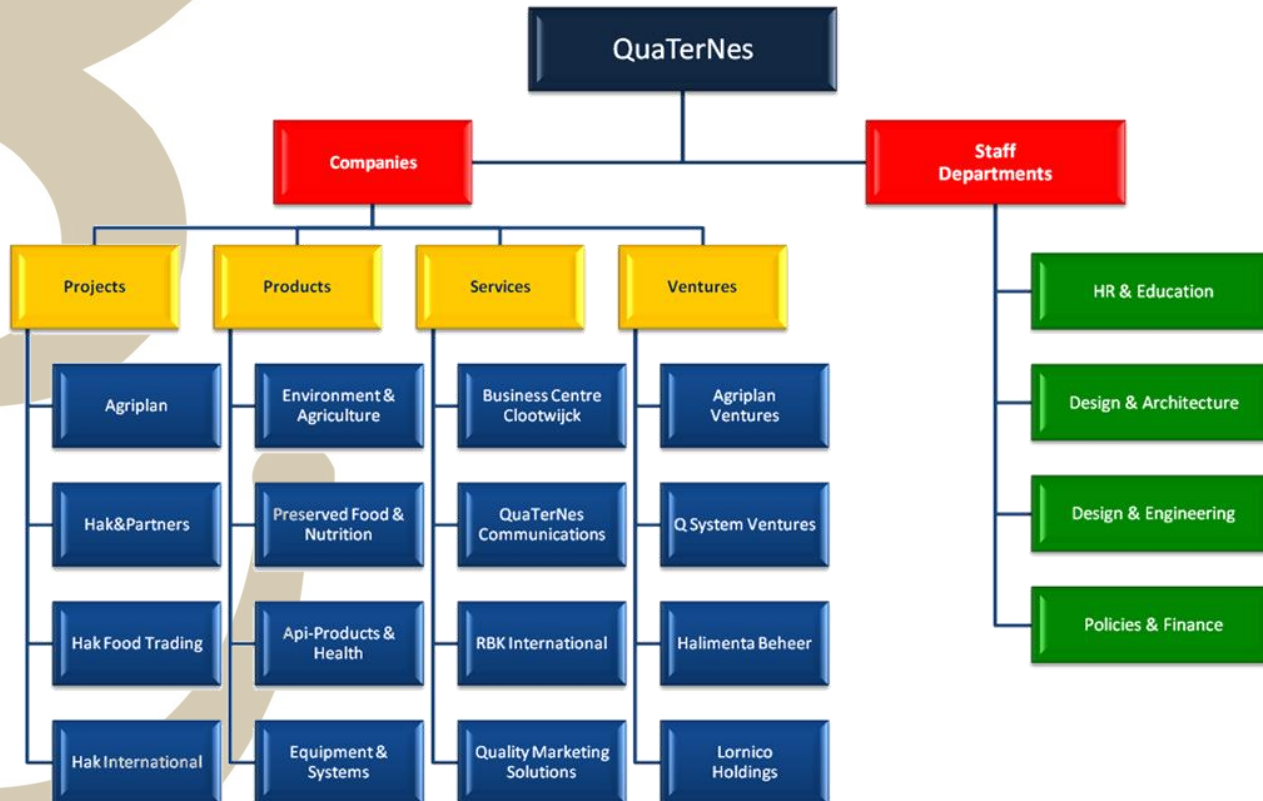 QuaTerNes
Companies
Staff
Departments
Projects
Products
Services
Ventures
HR & Education
Agriplan
Environment &
Agriculture
Business Centre
Clootwijck
Agriplan
Ventures
Design & Architecture
Hak&Partners
Preserved Food &
Nutrition
QuaTerNes
Communications
Q System Ventures
Design & Engineering
Hak Food Trading
Api-Products &
Health
RBK International
Halimenta Beheer
Policies & Finance
Hak International
Equipment &
Systems
Quality Marketing
Solutions
Lornico
Holdings